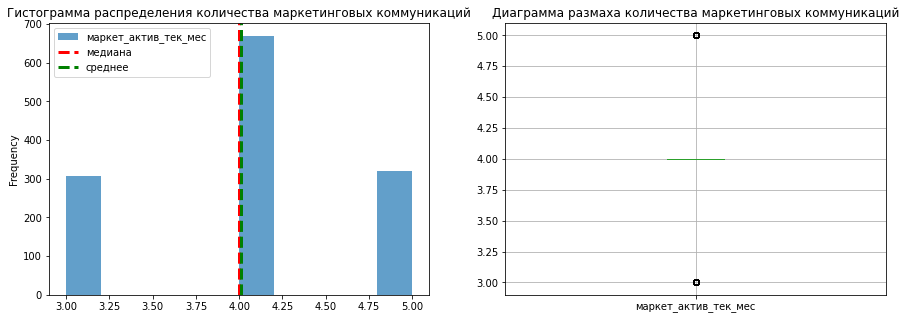 Гистограмма распределения количества маркетинговых коммуникаций
700
600
500
400
300
200
100
0
Frequency
маркет_актив_тек_мес
медиана
среднее
3.00 3.25 3.50 3.75 4.00 4.25 4.50 4.75 5.00
Диаграмма размаха количества маркетинговых коммуникаций
5.00
4.75
4.50
4.25
4.00
3.75
3.50
3.25
3.00
маркет_актив_тек_мес